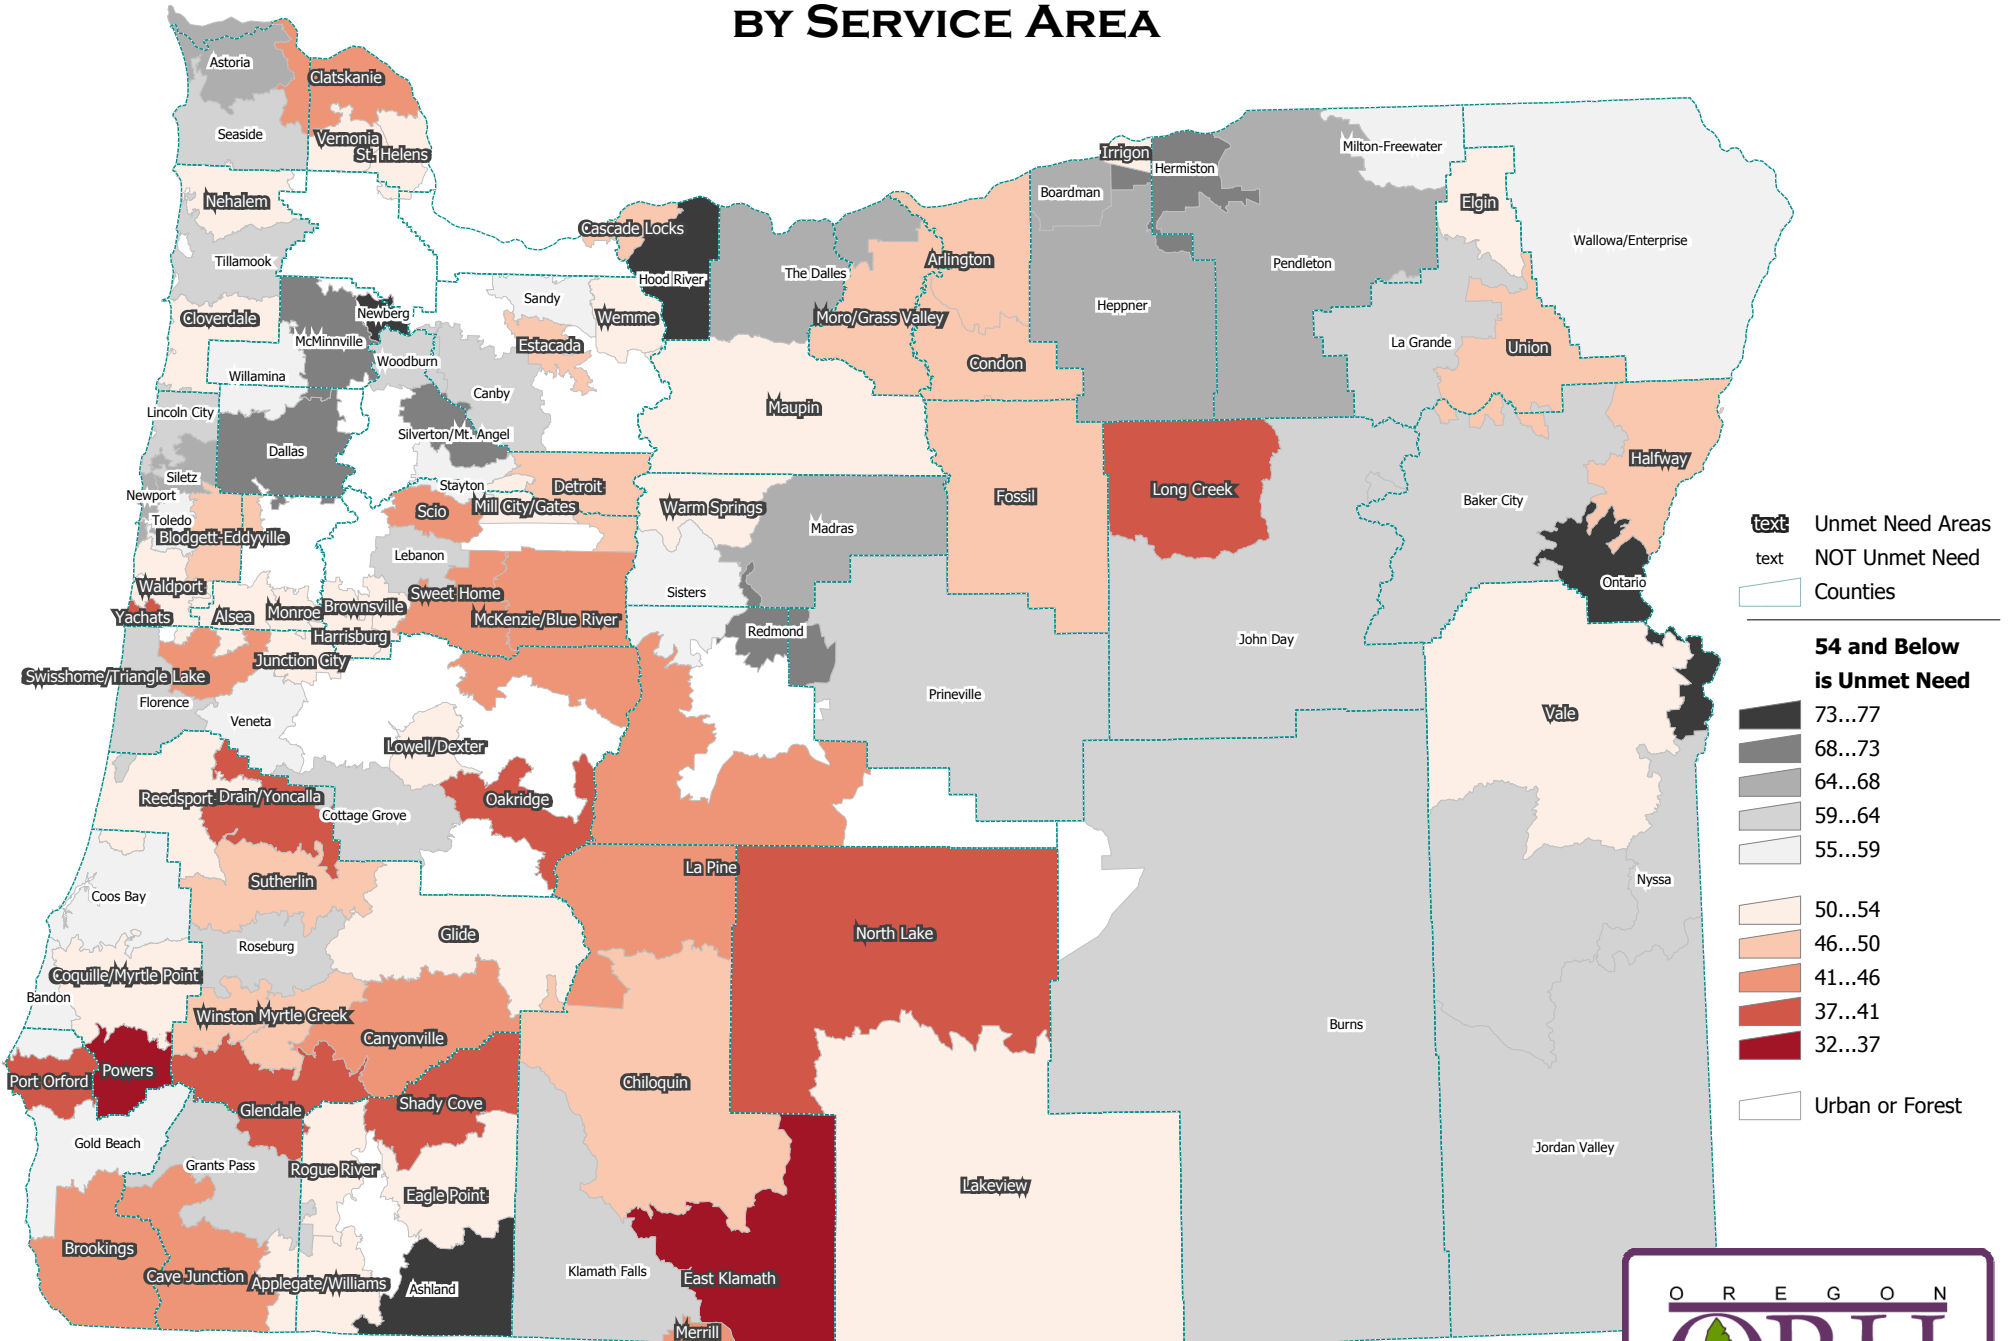 BY SERVICE AREA
Astoria
Clatskanie
Seaside
Vernonia
St. Helens
Nehalem
Tillamook
Cloverdale
Cascade Locks
Hood River
The Dalles
Arlington
Moro/Grass Valley
Condon
Irrigon
Hermiston
Boardman
Heppner
Pendleton
Milton-Freewater
Elgin
Wallowa/Enterprise
La Grande
Union
Newberg
McMinnville
Woodburn
Willamina
Sandy
Wemme
Estacada
Canby
Lincoln City
Dallas
Silverton/Mt. Angel
Maupin
Siletz
Newport
Toledo
Blodgett-Eddyville
Stayton
Mill City/Gates
Detroit
Scio
Lebanon
Warm Springs
Madras
Fossil
Long Creek
Baker City
Halfway
Ontario
Waldport
Yachats
Alsea
Monroe
Brownsville
Sweet Home
McKenzie/Blue River
Harrisburg
Junction City
Sisters
Redmond
Prineville
John Day
Vale
Swisshome/Triangle Lake
Florence
Veneta
Lowell/Dexter
Reedsport
Drain/Yoncalla
Cottage Grove
Oakridge
Sutherlin
La Pine
North Lake
Nyssa
Coos Bay
Roseburg
Glide
Coquille/Myrtle Point
Bandon
Winston
Myrtle Creek
Canyonville
Burns
Port Orford
Powers
Glendale
Shady Cove
Chiloquin
Gold Beach
Grants Pass
Rogue River
Eagle Point
Lakeview
Jordan Valley
Brookings
Cave Junction
Applegate/Williams
Ashland
Klamath Falls
East Klamath
Merrill
text Unmet Need Areas
text NOT Unmet Need
Counties
54 and Below
is Unmet Need
73...77
68...73
64...68
59...64
55...59
50...54
46...50
41...46
37...41
32...37
Urban or Forest
OREGON